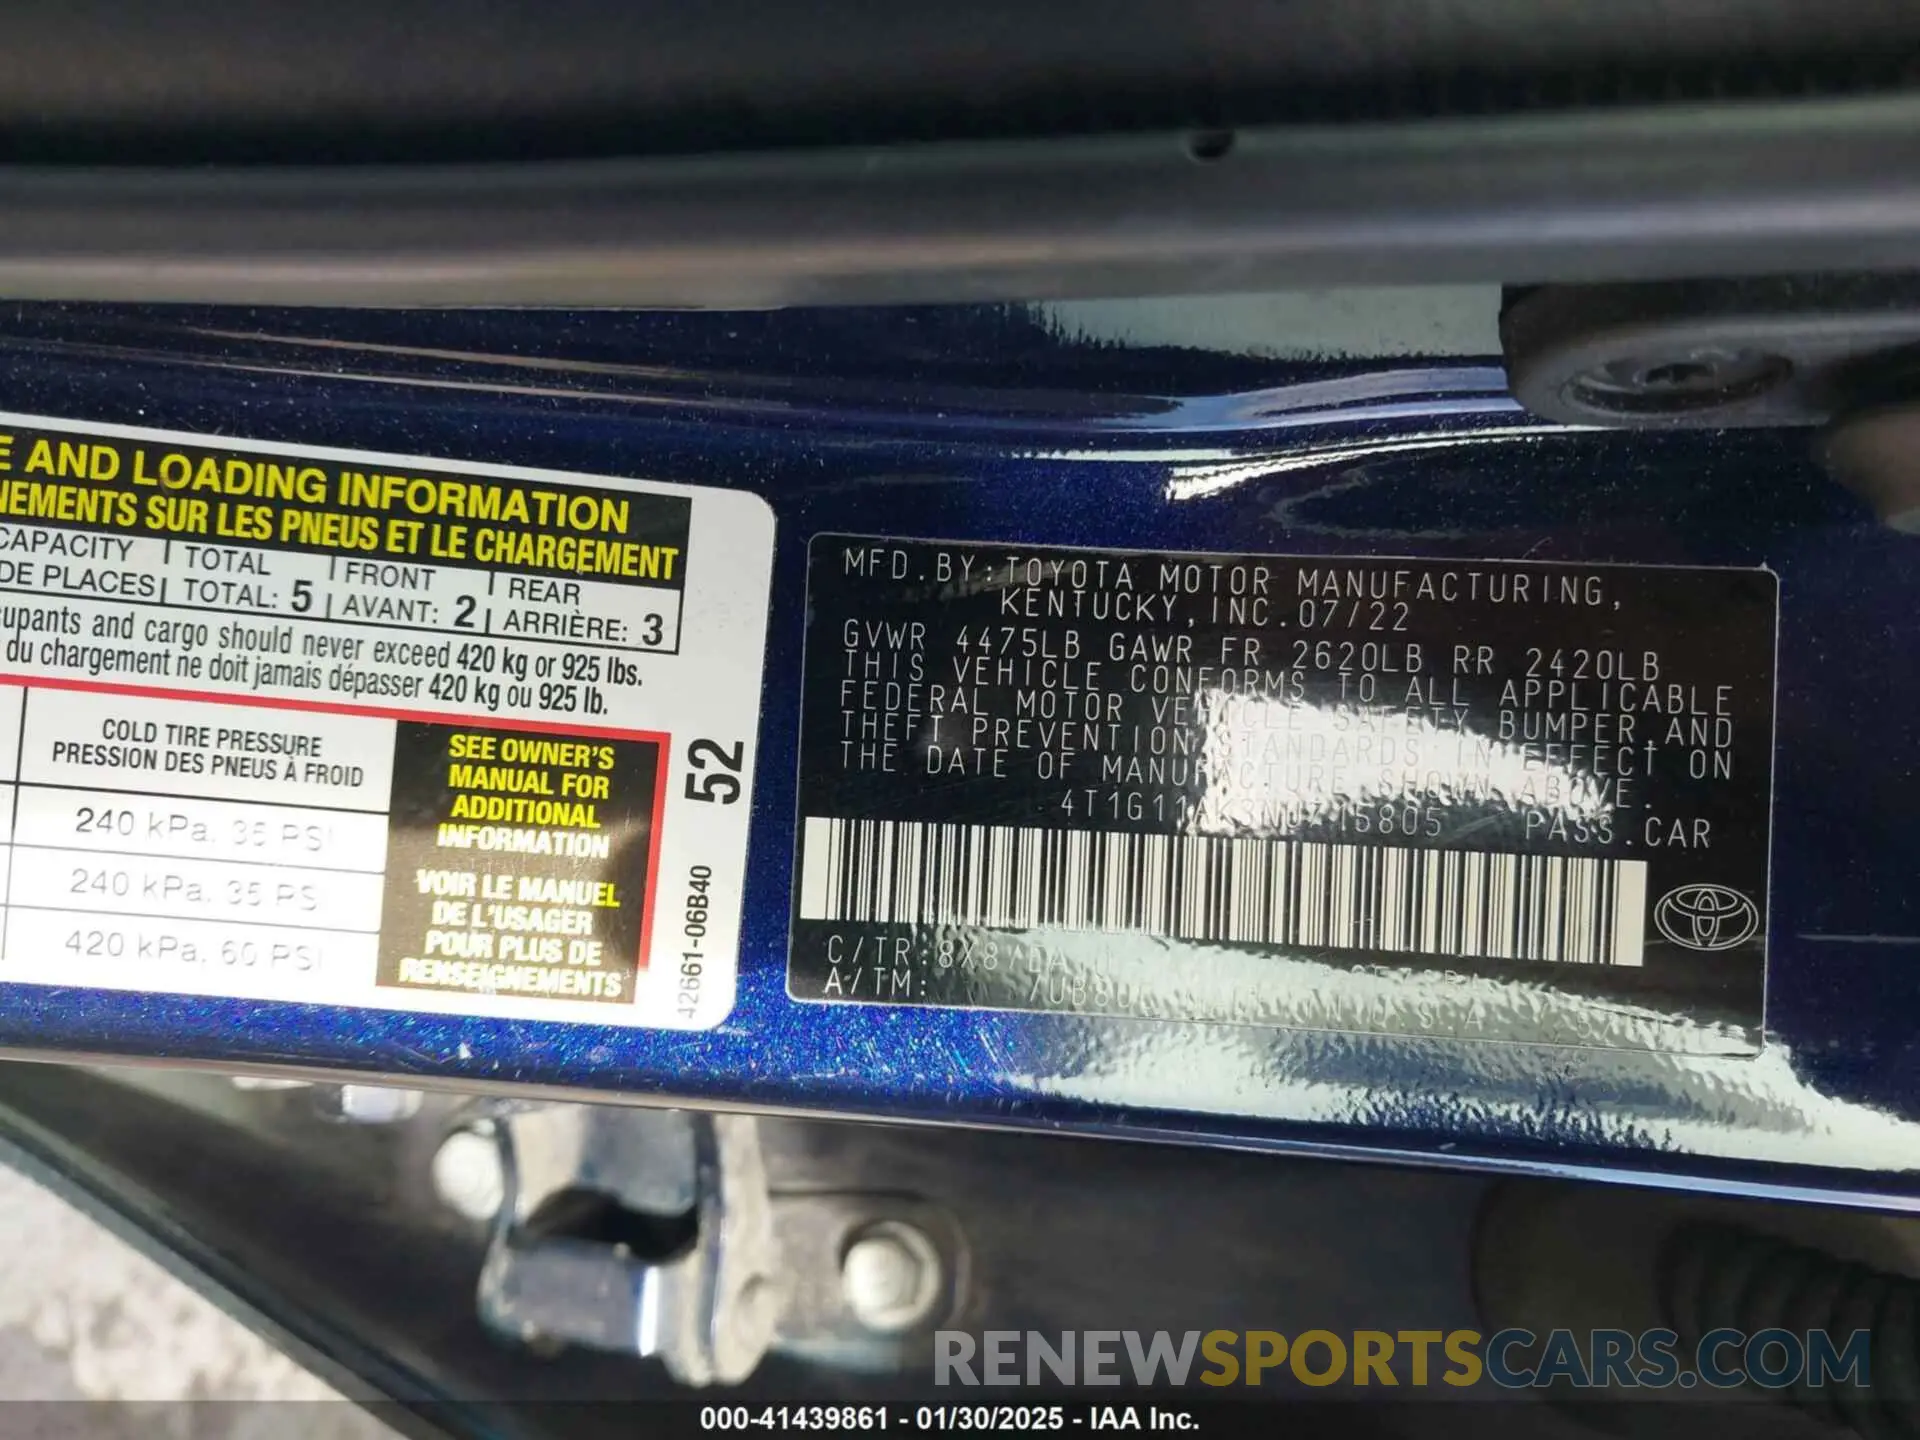 E AND LOADING INFORMATION
NEMENTS SUR LES PNEUS ET LE CHARGEMENT
CAPACITY TOTAL FRONT REAR
DE PLACES TOTAL: 5 AVANT: 2 ARRIÈRE: 3
cupants and cargo should never exceed 420 kg or 925 lbs.
du chargement ne doit jamais dépasser 420 kg ou 925 lb.
COLD TIRE PRESSURE
PRESSION DES PNEUS À FROID
240 kPa, 35 PSI
240 kPa, 35 PSI
420 kPa, 60 PSI
SEE OWNER'S
MANUAL FOR
ADDITIONAL
INFORMATION
VOIR LE MANUEL
DE L'USAGER
POUR PLUS DE
RENSEIGNEMENTS
52
42661-06B40
MFD.BY:TOYOTA MOTOR MANUFACTURING,
KENTUCKY,INC.07/22
GVWR 4475LB GAWR FR 2620LB RR 2420LB
THIS VEHICLE CONFORMS TO ALL APPLICABLE
FEDERAL MOTOR VEHICLE SAFETY, BUMPER,AND
THEFT PREVENTION STANDARDS IN EFFECT ON
THE DATE OF MANUFACTURE SHOWN ABOVE.
PASS.CAR
C/TR:
A/TM:
RENEWSPORTSCARS.COM
000-41439861 - 01/30/2025 - IAA Inc.